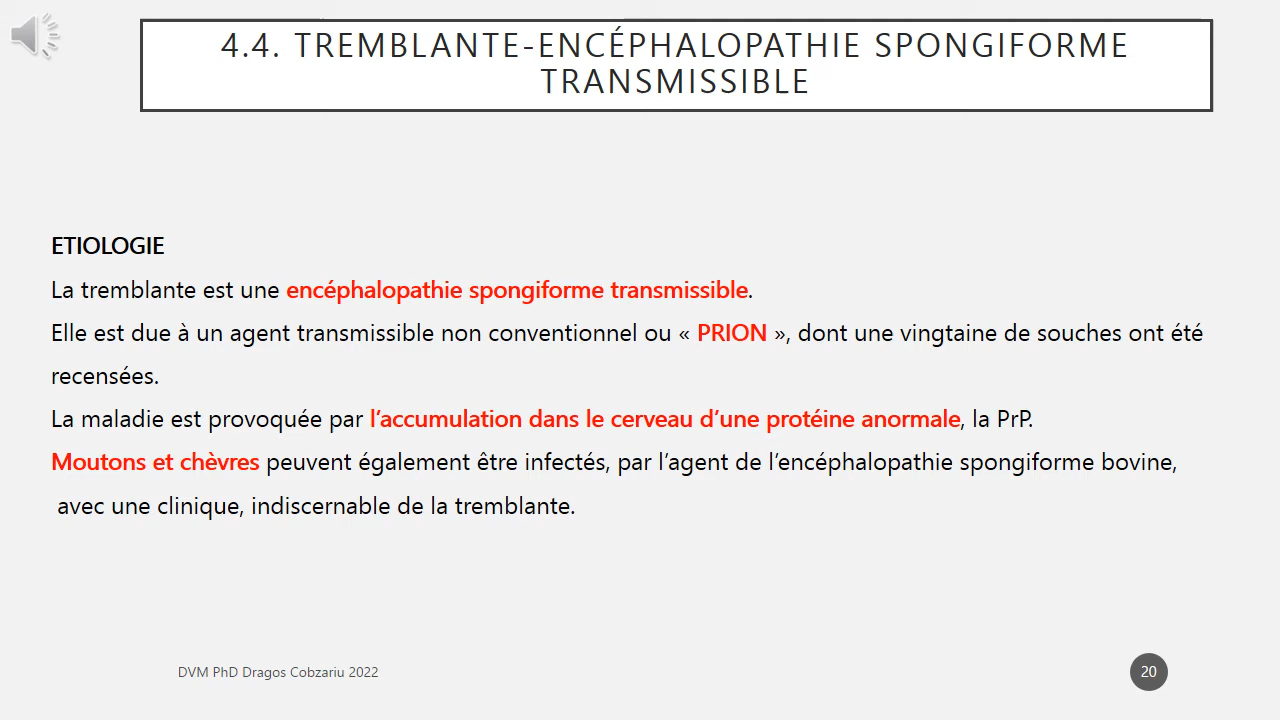 4.4. TREMBLANTE-ENCÉPHALOPATHIE SPONGIFORME
TRANSMISSIBLE
ETIOLOGIE
La tremblante est une encéphalopathie spongiforme transmissible.
Elle est due à un agent transmissible non conventionnel ou « PRION », dont une vingtaine de souches ont été
recensées.
La maladie est provoquée par l’accumulation dans le cerveau d’une protéine anormale, la PrP.
Moutons et chèvres peuvent également être infectés, par l’agent de l’encéphalopathie spongiforme bovine,
avec une clinique, indiscernable de la tremblante.
DVM PhD Dragos Cobzariu 2022
20